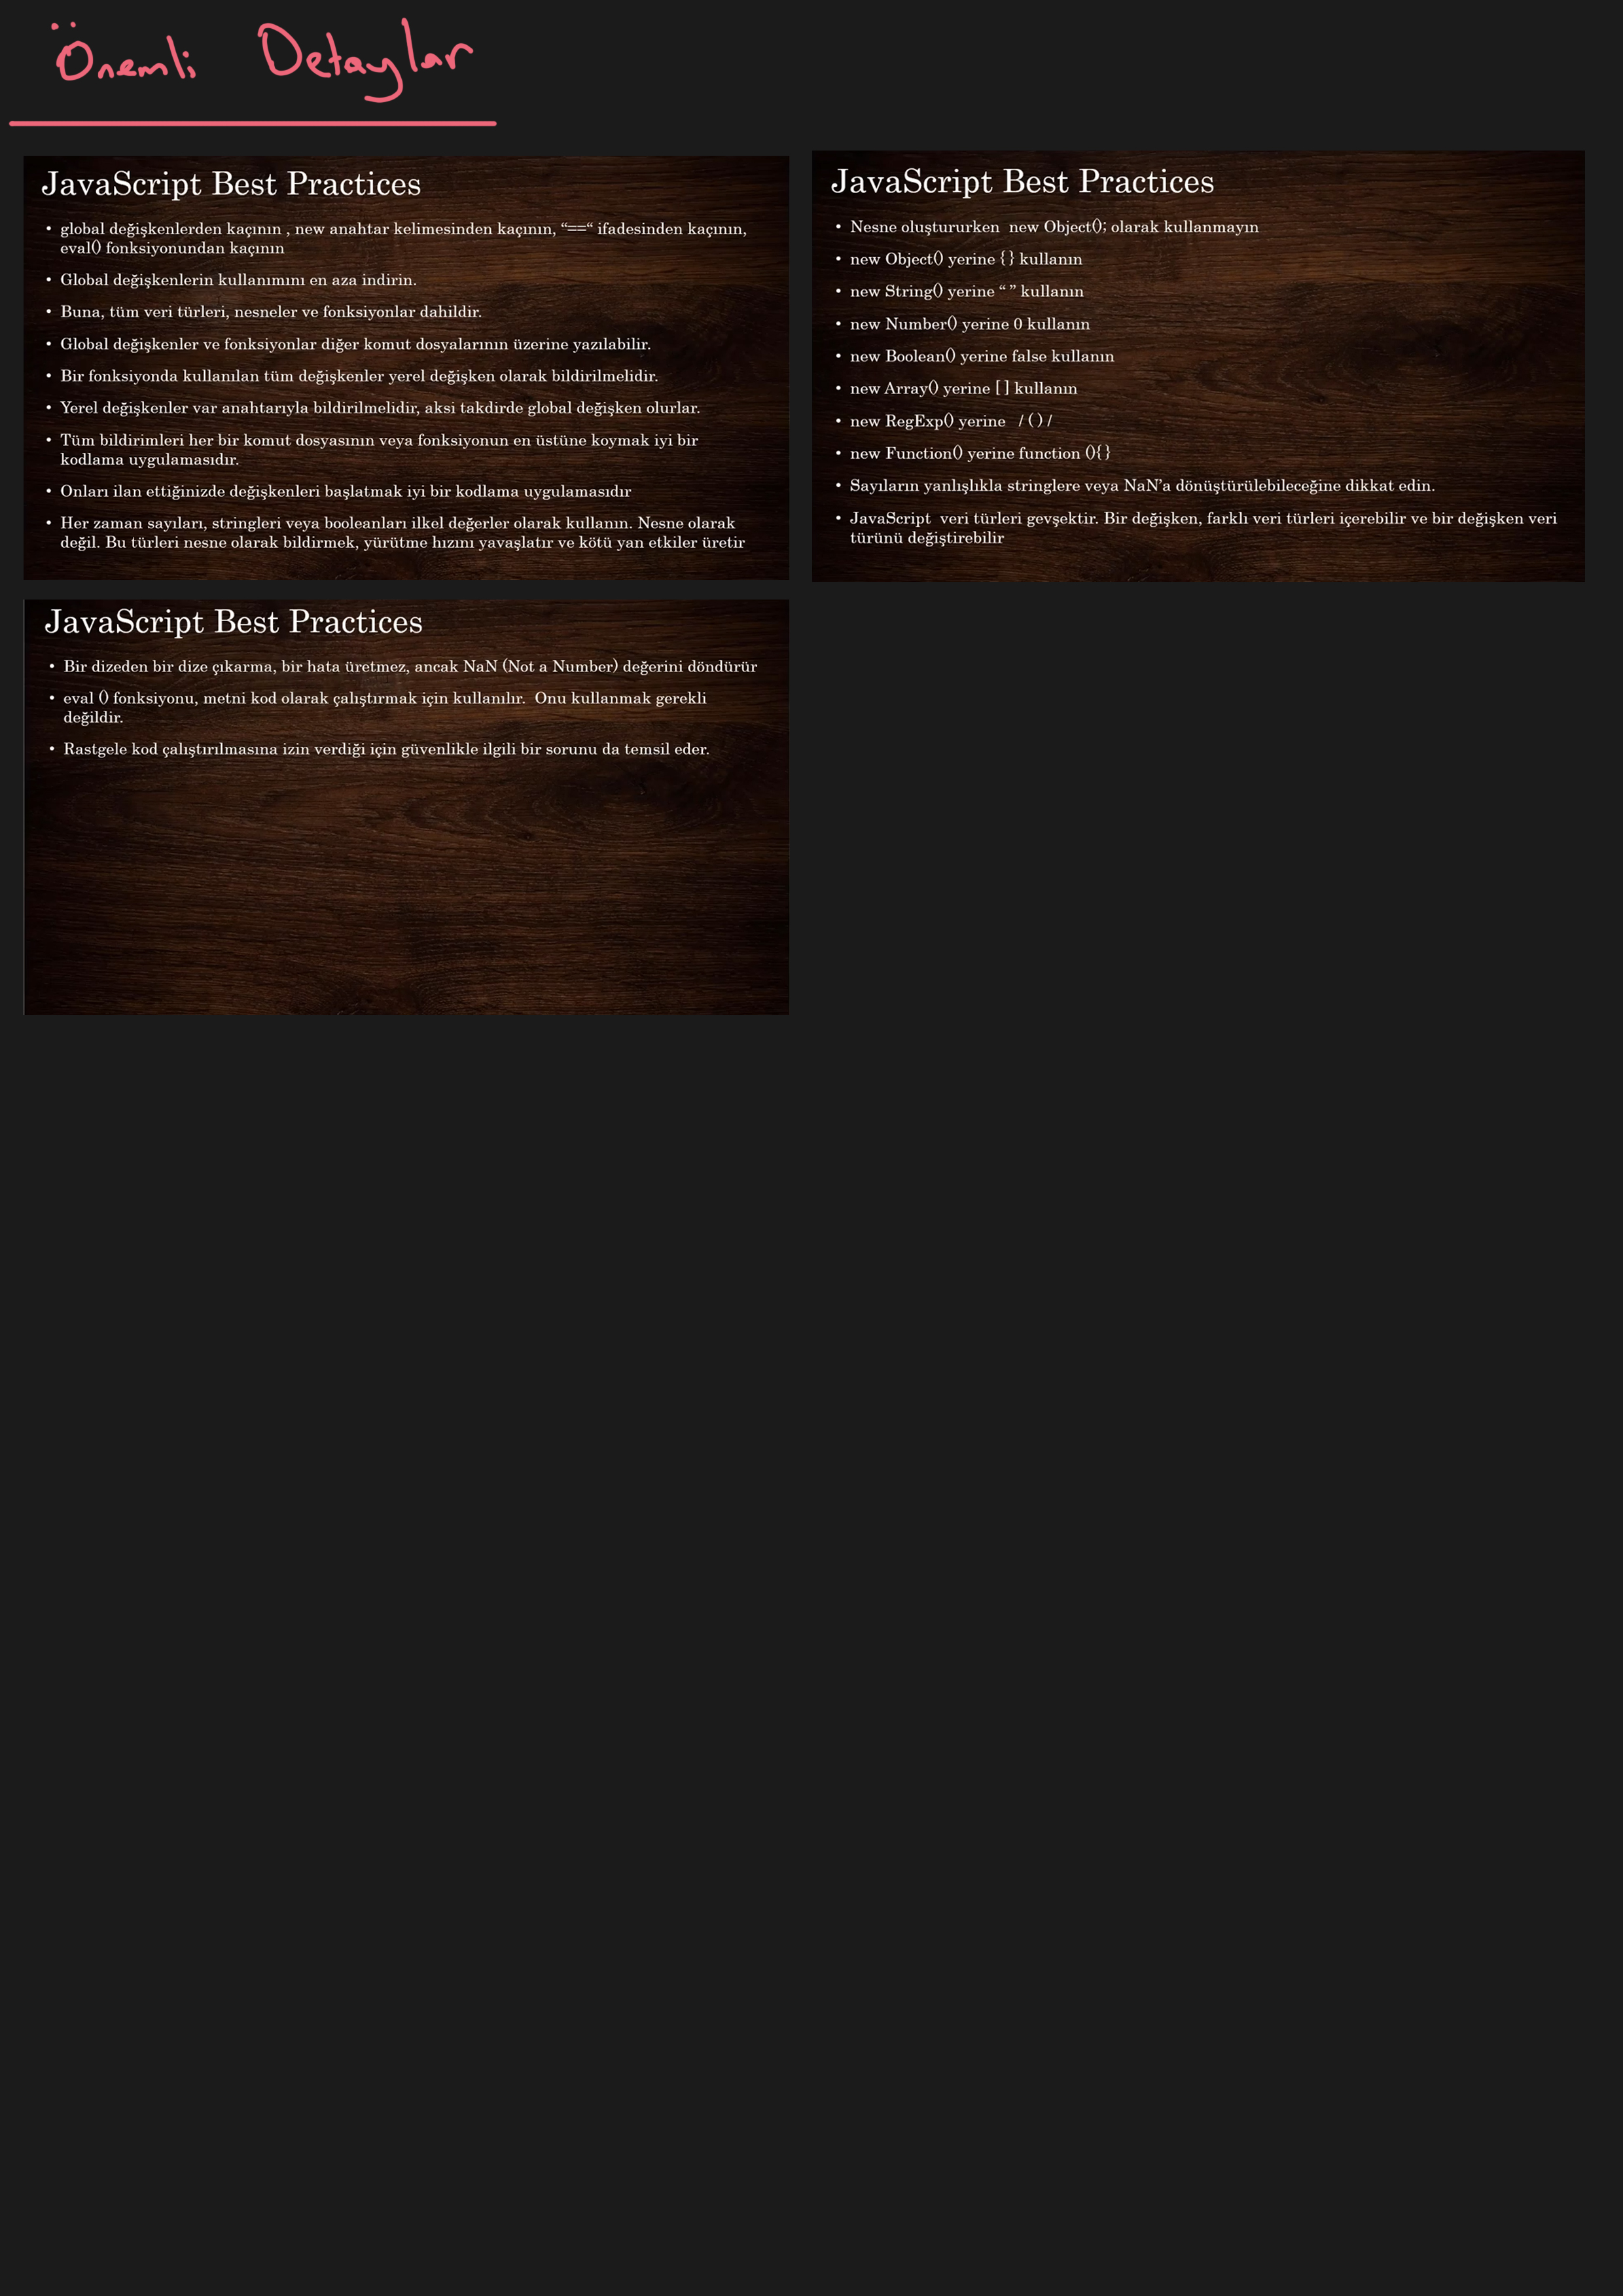 Önemli Detaylar
JavaScript Best Practices
• global değişkenlerden kaçının , new anahtar kelimesinden kaçının, “==“ ifadesinden kaçının,
eval() fonksiyonundan kaçının
• Global değişkenlerin kullanımını en aza indirin.
• Buna, tüm veri türleri, nesneler ve fonksiyonlar dahildir.
• Global değişkenler ve fonksiyonlar diğer komut dosyalarının üzerine yazılabilir.
• Bir fonksiyonda kullanılan tüm değişkenler yerel değişken olarak bildirilmelidir.
• Yerel değişkenler var anahtarıyla bildirilmelidir, aksi takdirde global değişken olurlar.
• Tüm bildirimleri her bir komut dosyasının veya fonksiyonun en üstüne koymak iyi bir
kodlama uygulamasıdır.
• Onları ilan ettiğinizde değişkenleri başlatmak iyi bir kodlama uygulamasıdır
• Her zaman sayıları, stringleri veya booleanları ilkel değerler olarak kullanın. Nesne olarak
değil. Bu türleri nesne olarak bildirmek, yürütme hızını yavaşlatır ve kötü yan etkiler üretir
JavaScript Best Practices
• Nesne oluştururken  new Object(); olarak kullanmayın
• new Object() yerine { } kullanın
• new String() yerine “ ” kullanın
• new Number() yerine 0 kullanın
• new Boolean() yerine false kullanın
• new Array() yerine [ ] kullanın
• new RegExp() yerine   / ( ) /
• new Function() yerine function (){ }
• Sayıların yanlışlıkla stringlere veya NaN’a dönüştürülebileceğine dikkat edin.
• JavaScript  veri türleri gevşektir. Bir değişken, farklı veri türleri içerebilir ve bir değişken veri
türünü değiştirebilir
JavaScript Best Practices
• Bir dizeden bir dize çıkarma, bir hata üretmez, ancak NaN (Not a Number) değerini döndürür
• eval () fonksiyonu, metni kod olarak çalıştırmak için kullanılır.  Onu kullanmak gerekli
değildir.
• Rastgele kod çalıştırılmasına izin verdiği için güvenlikle ilgili bir sorunu da temsil eder.